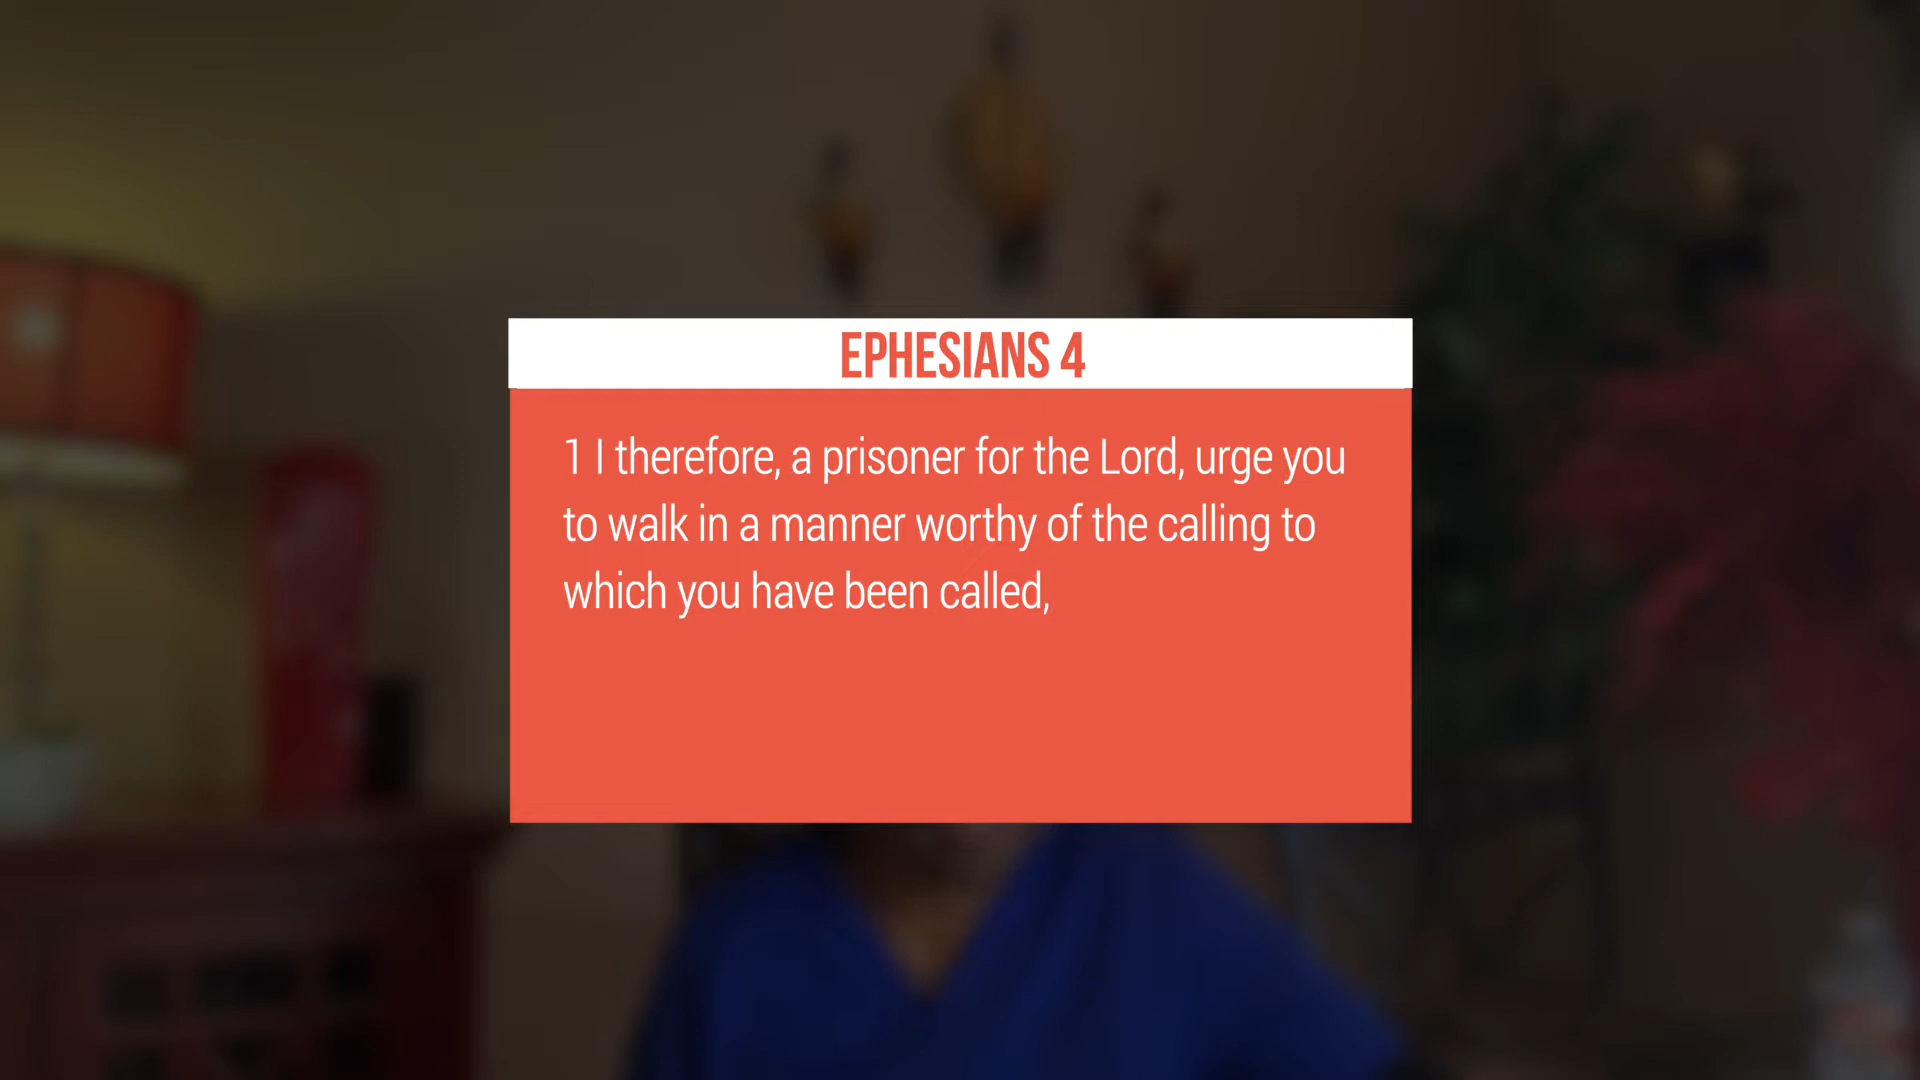 EPHESIANS 4
1 I therefore, a prisoner for the Lord, urge you
to walk in a manner worthy of the calling to
which you have been called,